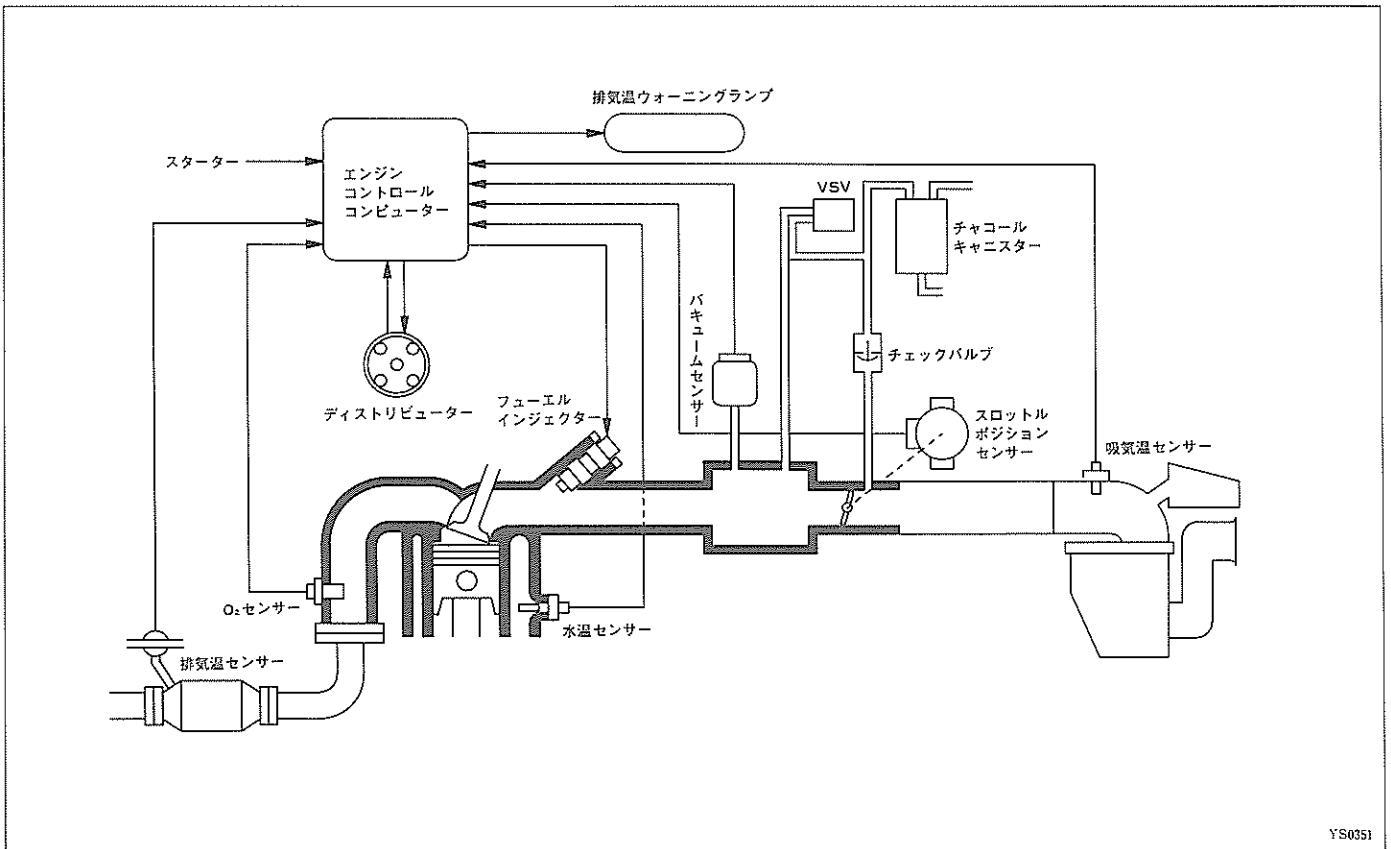 排気温ウォーニングランプ
スターター
エンジン
コントロール
コンピューター
VSV
チャコール
キャニスター
バキュームセンサー
チェックバルブ
ディストリビューター
フューエル
インジェクター
スロットル
ポジション
センサー
吸気温センサー
O₂センサー
水温センサー
排気温センサー
YS0351